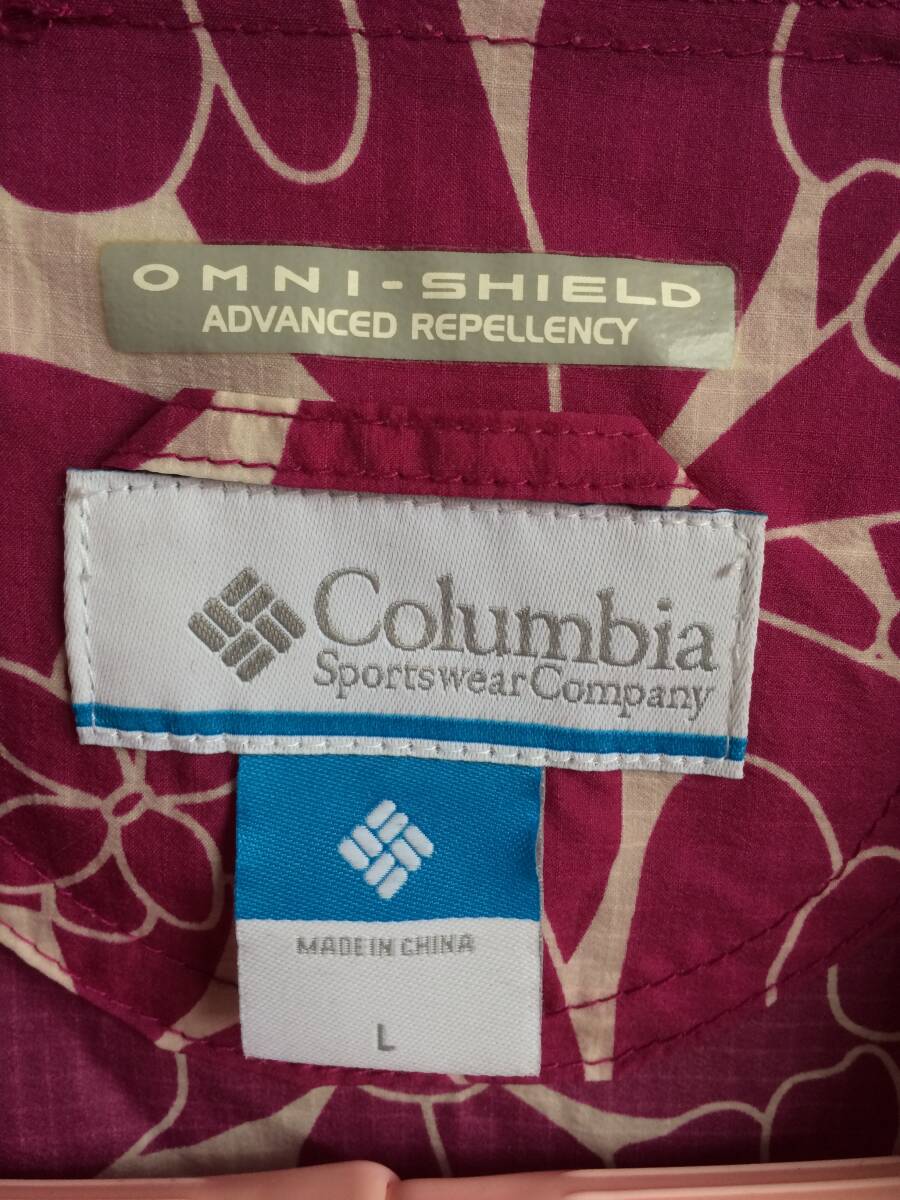 OMNI-SHIELD
ADVANCED REPELLENCY
Columbia
Sportswear Company
MADE IN CHINA
L